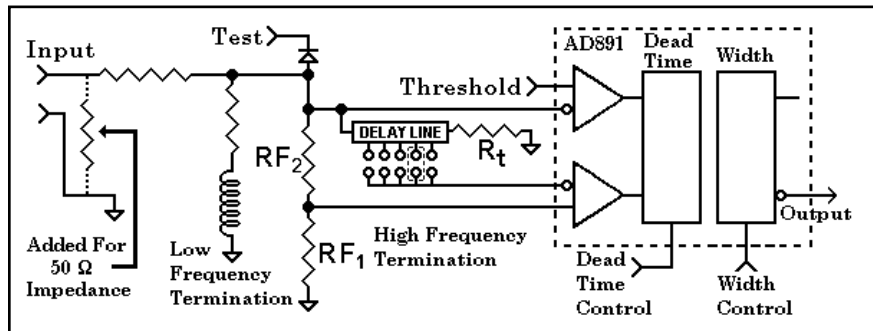 Input
Test
AD891
Dead
Time
Width
Threshold
DELAY LINE
Rt
RF2
Output
Added For
50 Ω
Impedance
Low
Frequency
Termination
RF1
High Frequency
Termination
Dead
Time
Control
Width
Control